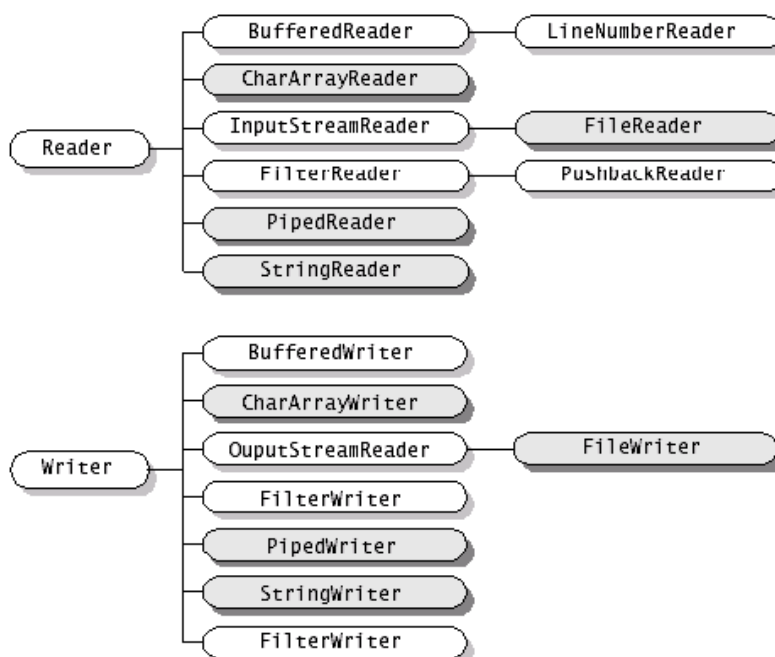 BufferedReader LineNumberReader
CharArrayReader
InputStreamReader FileReader
Reader
FilterReader PushbackReader
PipedReader
StringReader
BufferedWriter
CharArrayWriter
OuputStreamReader FileWriter
Writer
FilterWriter
PipedWriter
StringWriter
FilterWriter